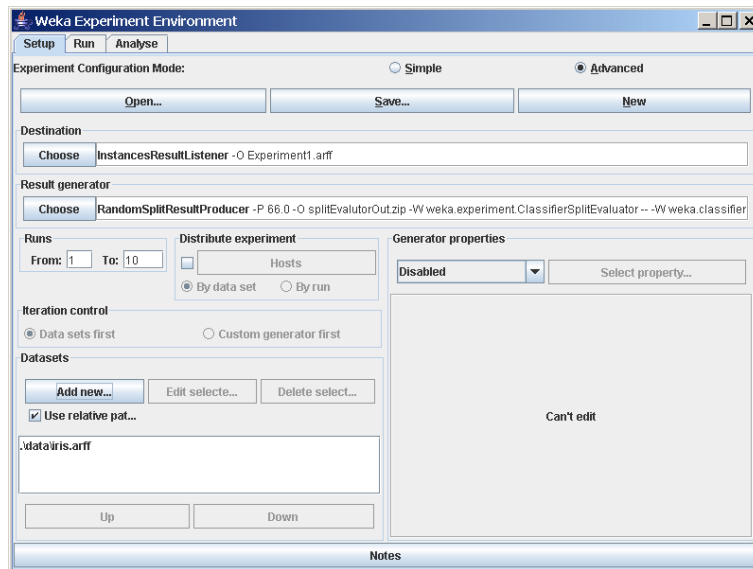 Weka Experiment Environment
Setup Run Analyse
Experiment Configuration Mode: Simple Advanced
Open... Save... New
Destination
Choose InstancesResultListener -O Experiment1.arff
Result generator
Choose RandomSplitResultProducer -P 66.0 -O splitEvalutorOut.zip -W weka.experiment.ClassifierSplitEvaluator -- -W weka.classifier
Runs
From: 1 To: 10
Distribute experiment
Hosts
By data set By run
Generator properties
Disabled Select property...
Iteration control
Data sets first Custom generator first
Datasets
Add new... Edit selecte... Delete select...
Use relative pat...
.\data\iris.arff
Can't edit
Up Down
Notes